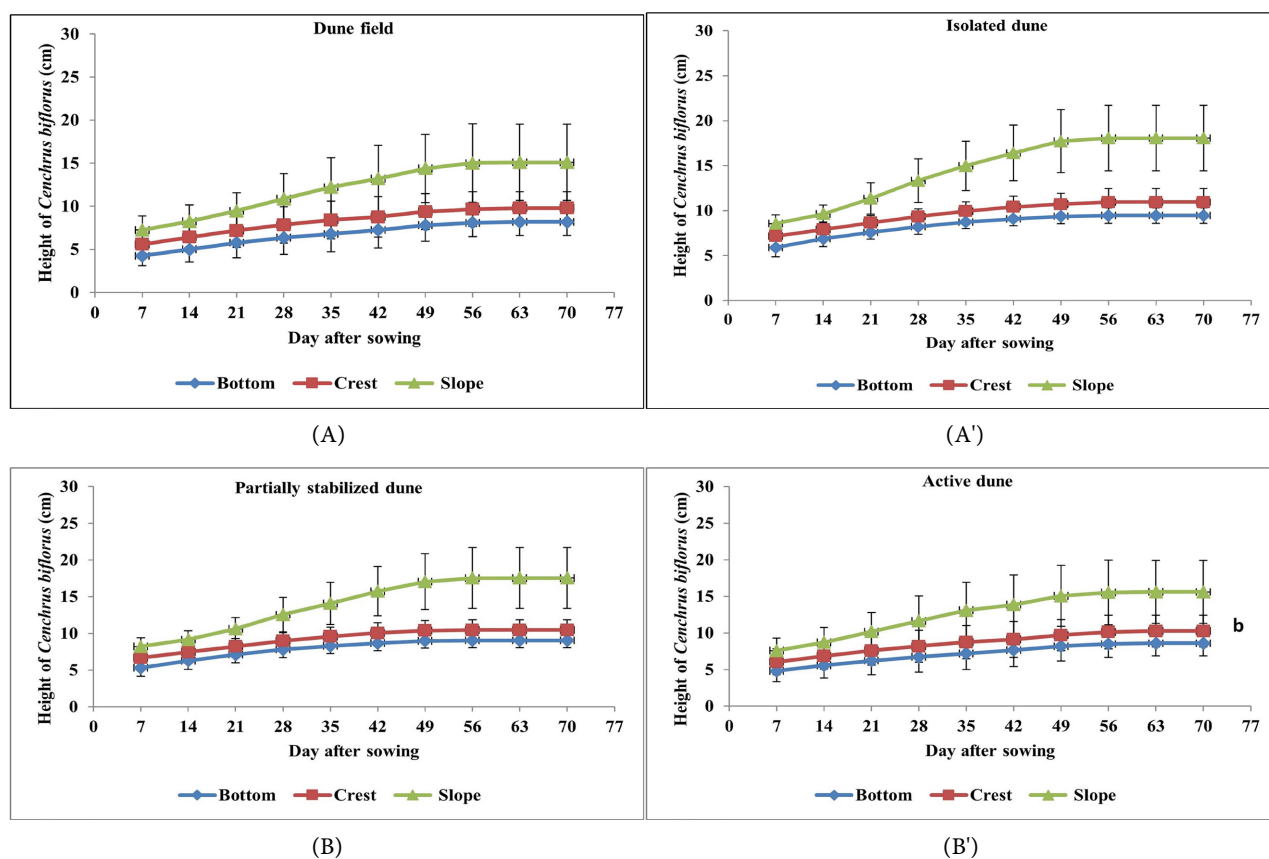 Dune field
30
25
20
15
10
5
0
Height of Cenchrus biflorus (cm)
0 7 14 21 28 35 42 49 56 63 70 77
Day after sowing
Bottom Crest Slope
(A)
Isolated dune
30
25
20
15
10
5
0
Height of Cenchrus biflorus (cm)
0 7 14 21 28 35 42 49 56 63 70 77
Day after sowing
Bottom Crest Slope
(A')
Partially stabilized dune
30
25
20
15
10
5
0
Height of Cenchrus biflorus (cm)
0 7 14 21 28 35 42 49 56 63 70 77
Day after sowing
Bottom Crest Slope
(B)
Active dune
30
25
20
15
10
5
0
Height of Cenchrus biflorus (cm)
b
0 7 14 21 28 35 42 49 56 63 70 77
Day after sowing
Bottom Crest Slope
(B')